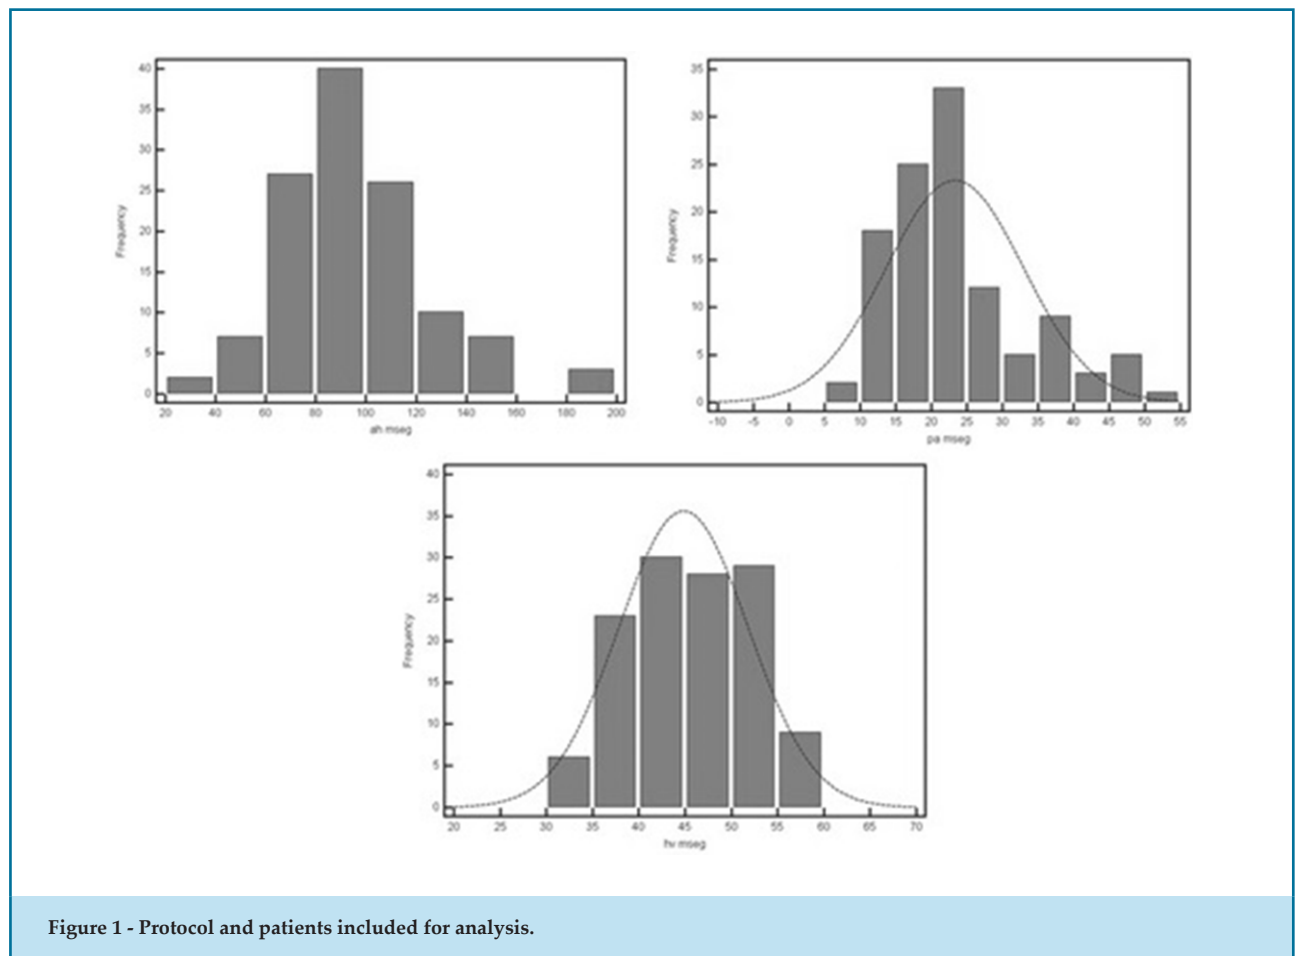 40
35
30
25
20
15
10
5
0
Frequency
20 40 60 80 100 120 140 160 180 200
ah mseg
35
30
25
20
15
10
5
0
Frequency
-10 -5 0 5 10 15 20 25 30 35 40 45 50 55
pa mseg
40
35
30
25
20
15
10
5
0
Frequency
20 25 30 35 40 45 50 55 60 65 70
hv mseg
Figure 1 - Protocol and patients included for analysis.